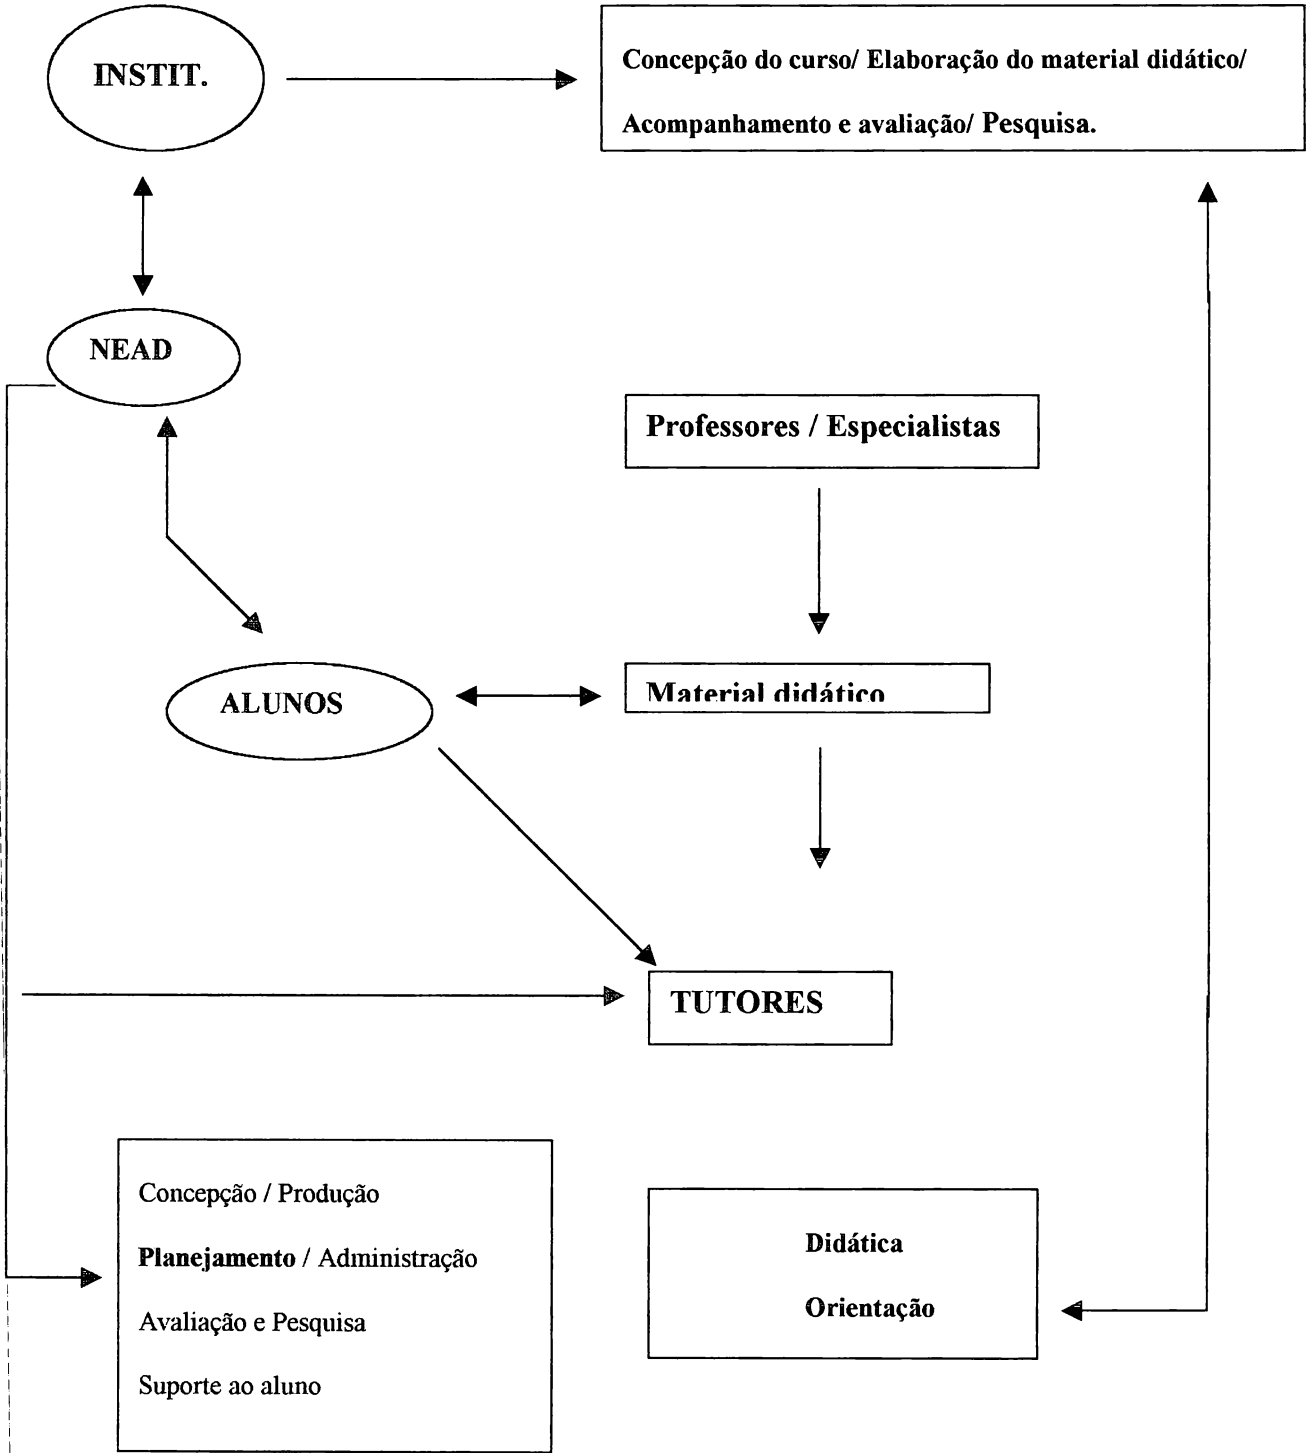 INSTIT.
Concepção do curso/ Elaboração do material didático/
Acompanhamento e avaliação/ Pesquisa.
NEAD
Professores / Especialistas
ALUNOS
Material didático
TUTORES
Concepção / Produção
Planejamento / Administração
Avaliação e Pesquisa
Suporte ao aluno
Didática
Orientação